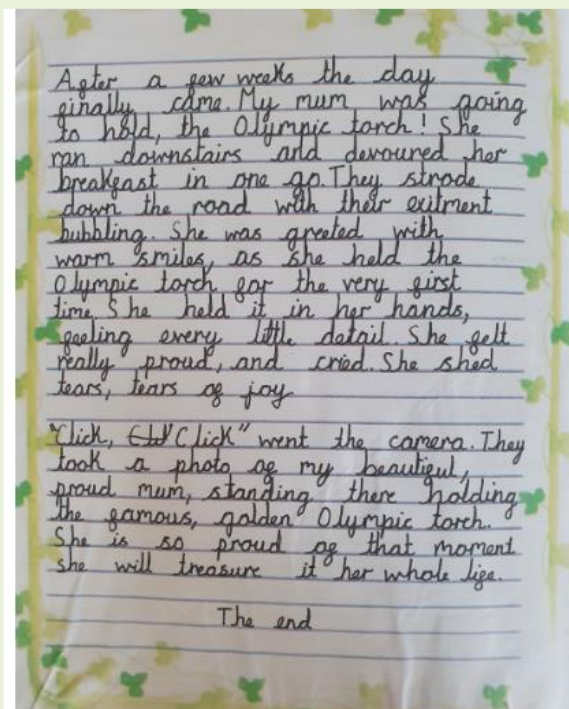 After a few weeks the day
finally came. My mum was going
to hold, the Olympic torch! She
ran downstairs and devoured her
breakfast in one go. They strode
down the road with their exitment
bubbling. She was greeted with
warm smiles, as she held the
Olympic torch for the very first
time. She held it in her hands,
feeling every little detail. She felt
really proud, and cried. She shed
tears, tears of joy.
"Click, Click" went the camera. They
took a photo of my beautiful,
proud mum, standing there holding
the famous, golden Olympic torch.
She is so proud of that moment
she will treasure it her whole life.
The end